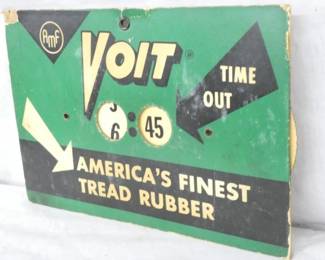 AMF
VOIT
TIME
OUT
6 : 45
AMERICA'S FINEST
TREAD RUBBER